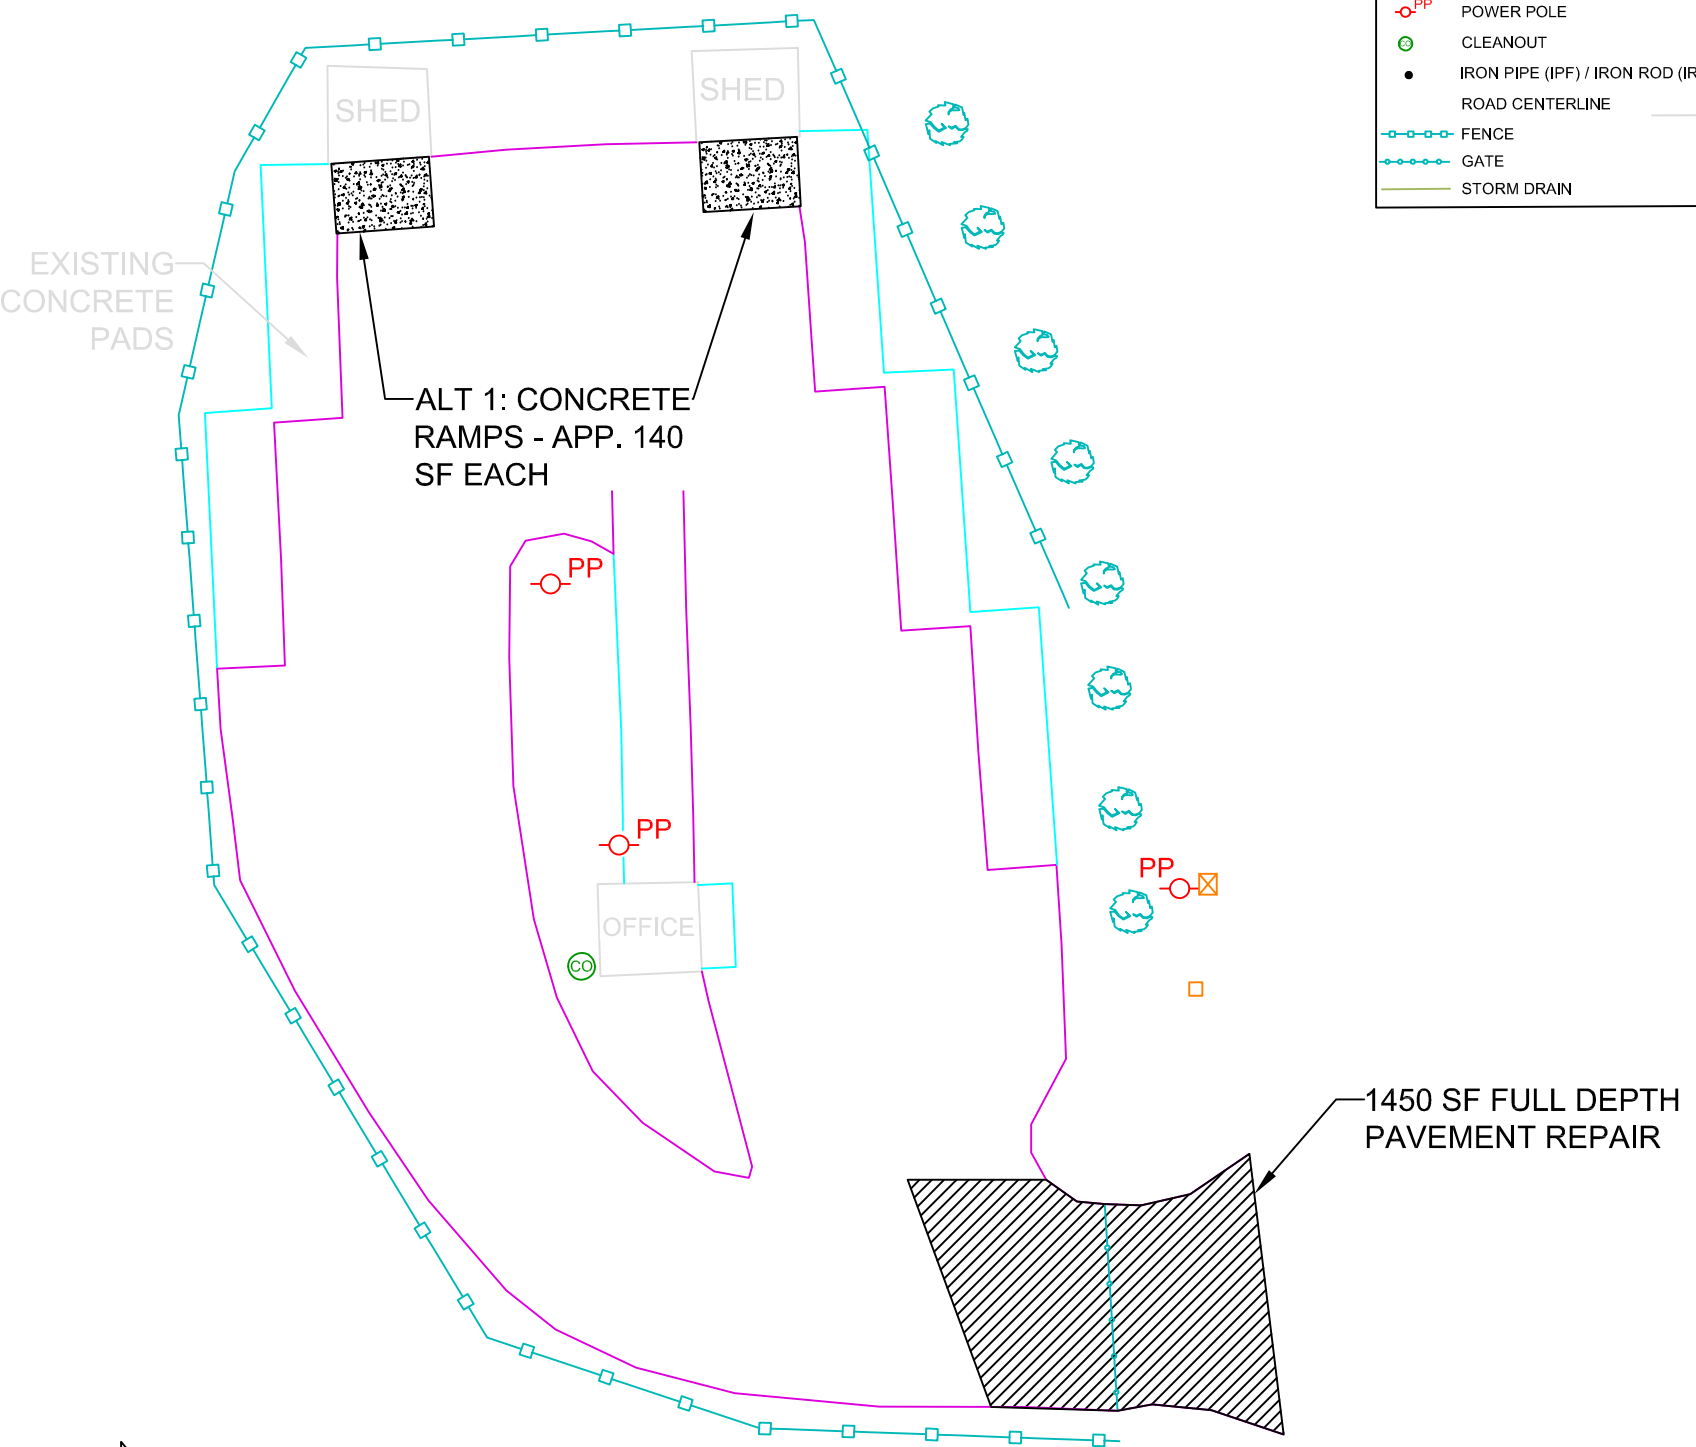 PP POWER POLE
CO CLEANOUT
IRON PIPE (IPF) / IRON ROD (IR
ROAD CENTERLINE
FENCE
GATE
STORM DRAIN
SHED
SHED
EXISTING
CONCRETE
PADS
ALT 1: CONCRETE
RAMPS - APP. 140
SF EACH
PP
PP
PP
OFFICE
CO
1450 SF FULL DEPTH
PAVEMENT REPAIR